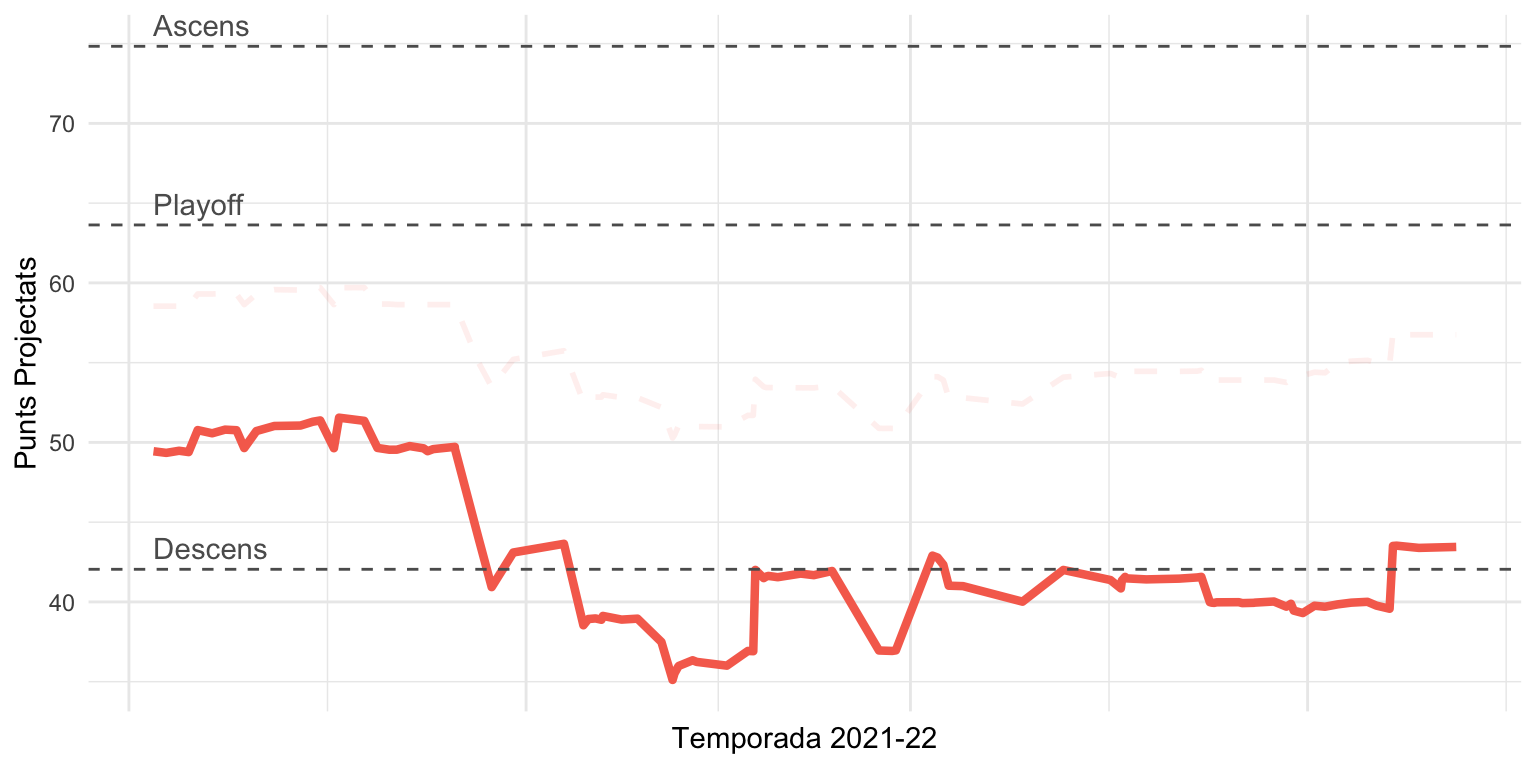 Ascens
70
Playoff
60
Punts Projectats
50
Descens
40
Temporada 2021-22